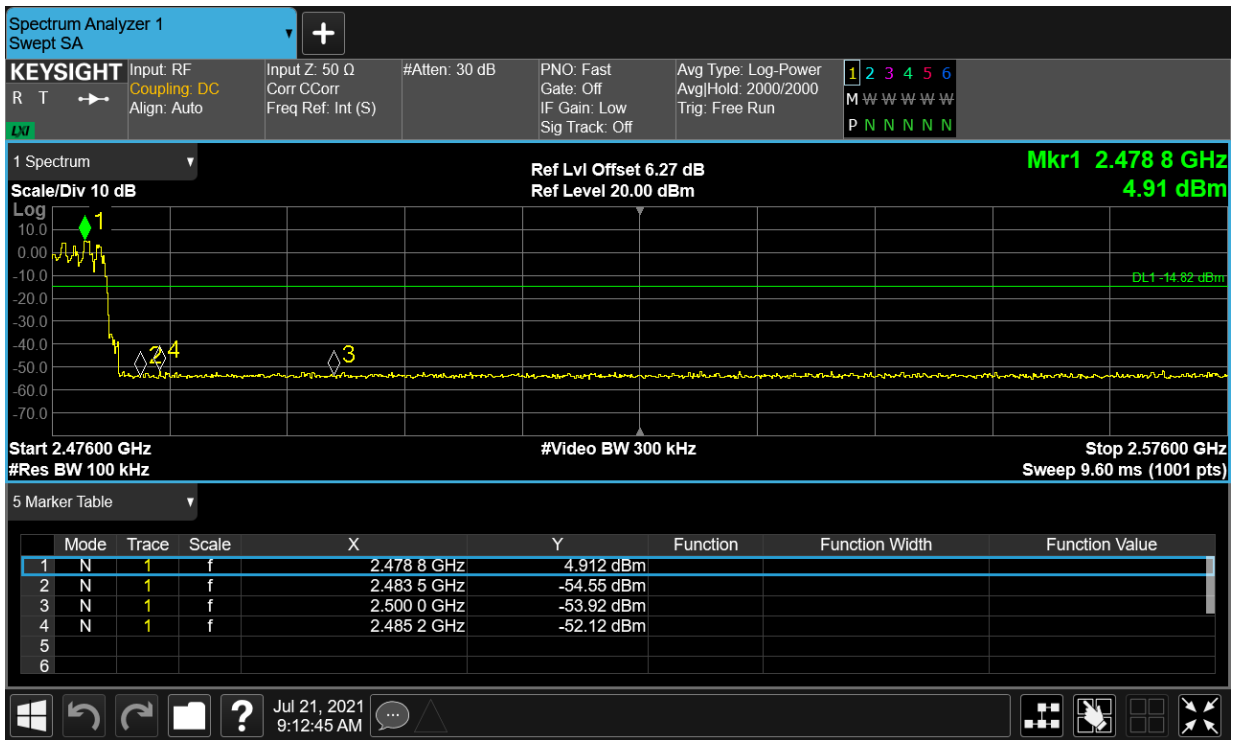 Spectrum Analyzer 1
Swept SA
+
KEYSIGHT Input: RF Input Z: 50 Ω #Atten: 30 dB PNO: Fast Avg Type: Log-Power 1 2 3 4 5 6
R T Coupling: DC Corr CCorr Gate: Off Avg|Hold: 2000/2000 M W W W W W
Align: Auto Freq Ref: Int (S) IF Gain: Low Trig: Free Run
LXI Sig Track: Off P N N N N N N
1 Spectrum Ref Lvl Offset 6.27 dB Mkr1 2.478 8 GHz
Scale/Div 10 dB Ref Level 20.00 dBm 4.91 dBm
Log
1
10.0
0.00
-10.0
DL1 -14.82 dBm
-20.0
-30.0
-40.0
2 4 3
-50.0
-60.0
-70.0
Start 2.47600 GHz #Video BW 300 kHz Stop 2.57600 GHz
#Res BW 100 kHz Sweep 9.60 ms (1001 pts)
5 Marker Table
Mode Trace Scale X Y Function Function Width Function Value
1 N 1 f 2.478 8 GHz 4.912 dBm
2 N 1 f 2.483 5 GHz -54.55 dBm
3 N 1 f 2.500 0 GHz -53.92 dBm
4 N 1 f 2.485 2 GHz -52.12 dBm
5
6
? Jul 21, 2021
9:12:45 AM